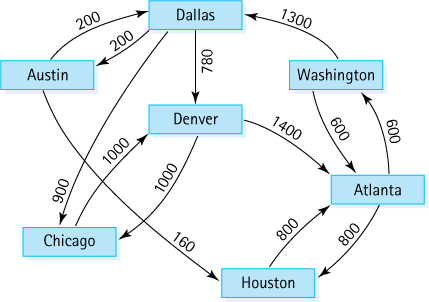 Dallas
200
200
1300
Austin
780
Washington
Denver
1400
600
600
1000
900
1000
Atlanta
Chicago
160
800
800
Houston